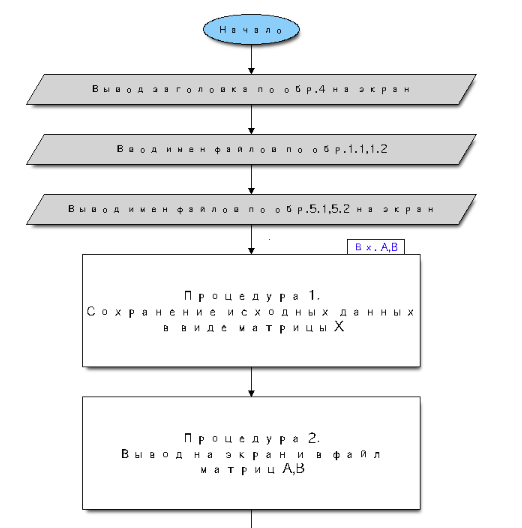 Начало
Вывод заголовка по обр.4 на экран
Ввод имен файлов по обр.1.1,1.2
Вывод имен файлов по обр.5.1,5.2 на экран
Вх. A,B
Процедура 1.
Сохранение исходных данных
в виде матрицы X
Процедура 2.
Вывод на экран и в файл
матриц A,B